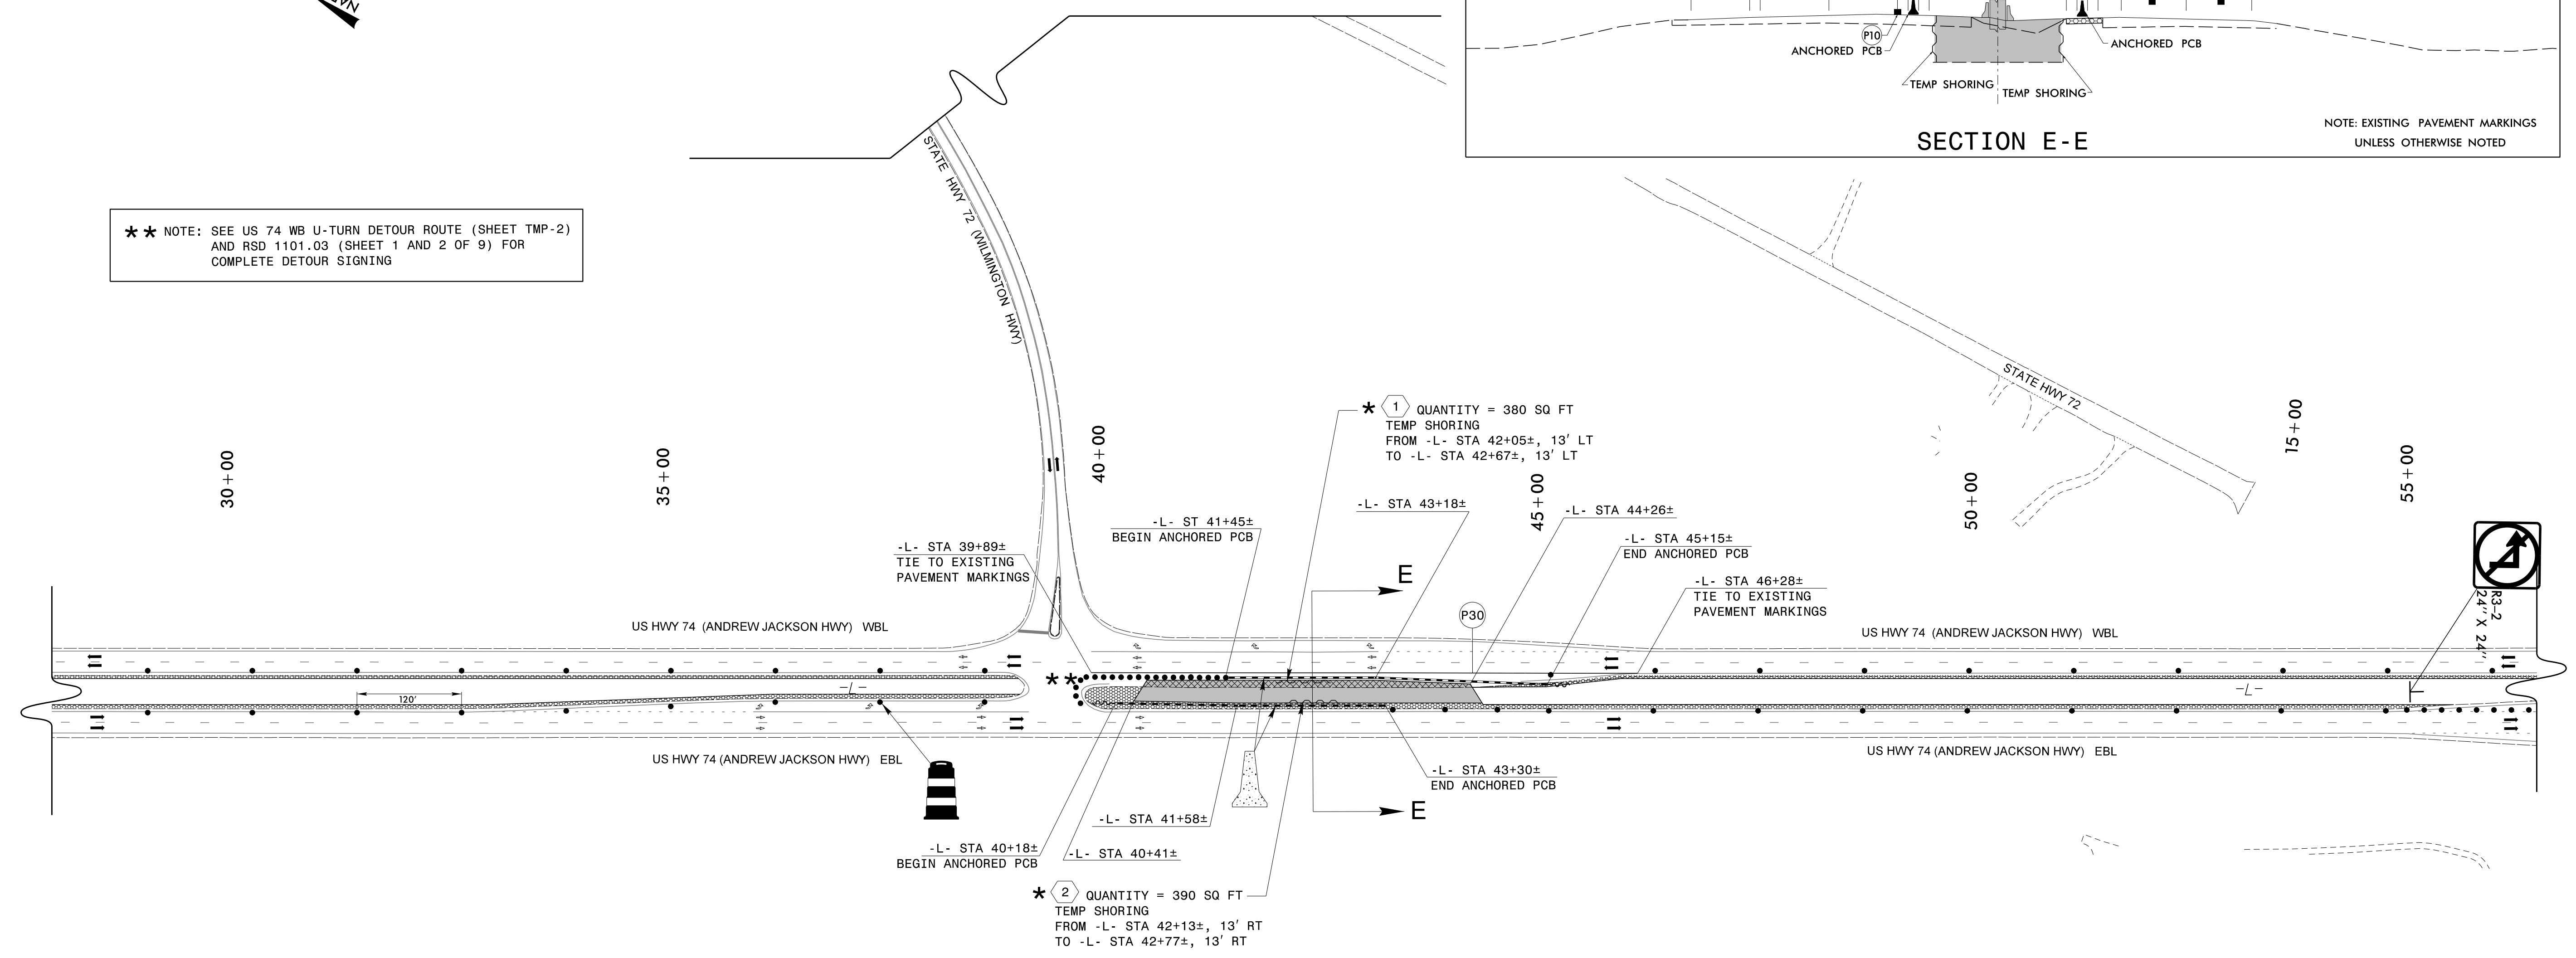 P10
ANCHORED PCB
ANCHORED PCB
TEMP SHORING
TEMP SHORING
SECTION E-E
NOTE: EXISTING PAVEMENT MARKINGS
UNLESS OTHERWISE NOTED
** NOTE: SEE US 74 WB U-TURN DETOUR ROUTE (SHEET TMP-2)
AND RSD 1101.03 (SHEET 1 AND 2 OF 9) FOR
COMPLETE DETOUR SIGNING
STATE HWY 72 (WILMINGTON HWY)
STATE HWY 72
30+00
35+00
40+00
45+00
50+00
15+00
55+00
* 1 QUANTITY = 380 SQ FT
TEMP SHORING
FROM -L- STA 42+05±, 13' LT
TO -L- STA 42+67±, 13' LT
-L- ST 41+45±
BEGIN ANCHORED PCB
-L- STA 43+18±
-L- STA 44+26±
-L- STA 39+89±
TIE TO EXISTING
PAVEMENT MARKINGS
-L- STA 45+15±
END ANCHORED PCB
-L- STA 46+28±
TIE TO EXISTING
PAVEMENT MARKINGS
E
P30
R3-2
24" X 24"
US HWY 74 (ANDREW JACKSON HWY) WBL
US HWY 74 (ANDREW JACKSON HWY) WBL
**
120'
-L-
-L-
US HWY 74 (ANDREW JACKSON HWY) EBL
US HWY 74 (ANDREW JACKSON HWY) EBL
-L- STA 43+30±
END ANCHORED PCB
E
-L- STA 41+58±
-L- STA 40+18±
BEGIN ANCHORED PCB
-L- STA 40+41±
* 2 QUANTITY = 390 SQ FT
TEMP SHORING
FROM -L- STA 42+13±, 13' RT
TO -L- STA 42+77±, 13' RT